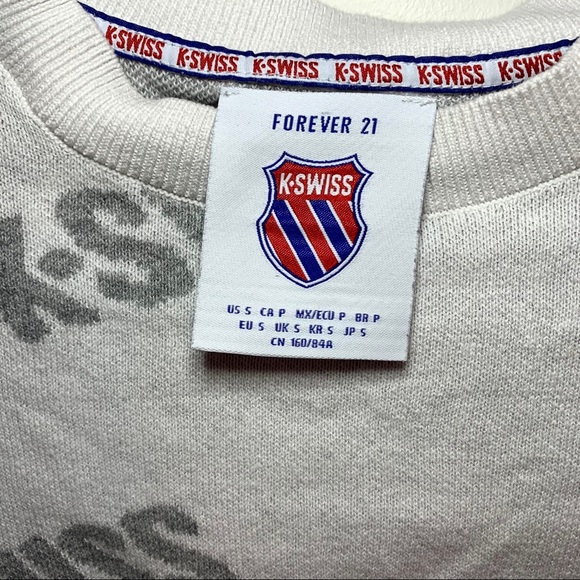 K·SWISS K·SWISS K·SWISS K·SWISS K·SWISS K·SWISS
FOREVER 21
K·SWISS
US S CA P MX/ECU P BR P
EU S UK S KR S JP S
CN 160/84A
K·S
WISS